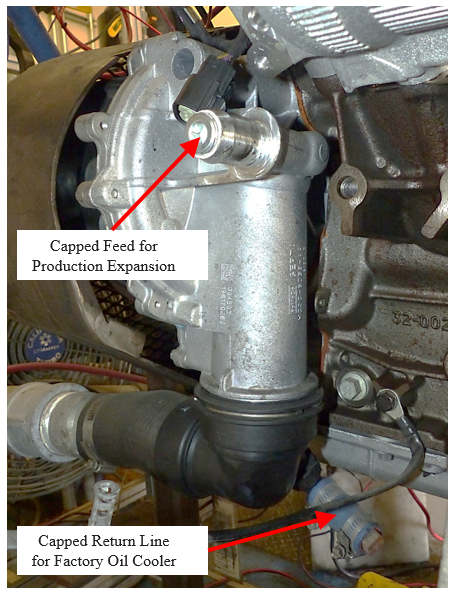 Capped Feed for
Production Expansion
32-002
Capped Return Line
for Factory Oil Cooler